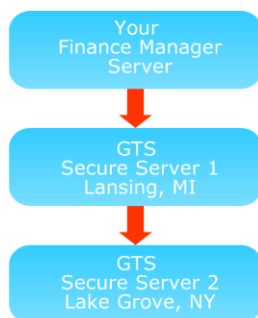 Your
Finance Manager
Server
GTS
Secure Server 1
Lansing, MI
GTS
Secure Server 2
Lake Grove, NY